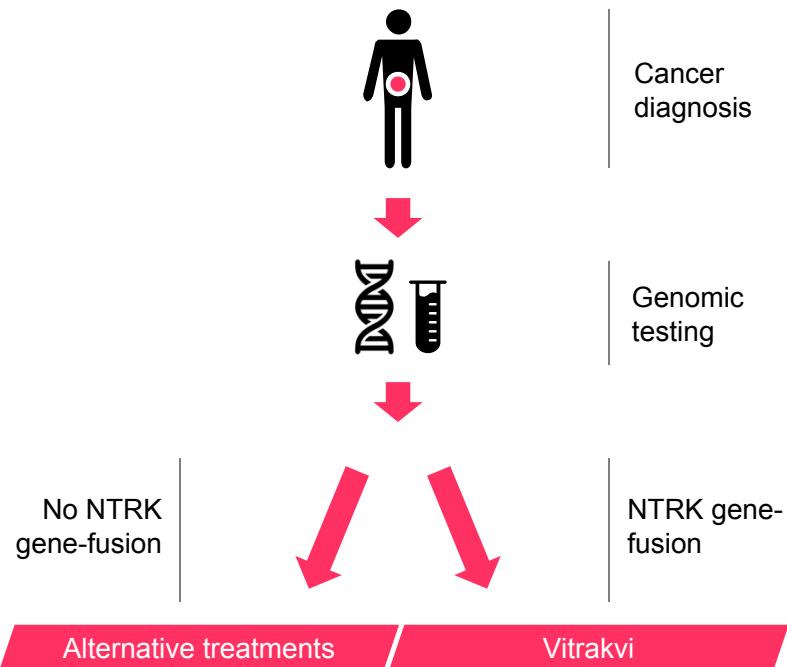 Cancer
diagnosis
Genomic
testing
No NTRK
gene-fusion
NTRK gene-
fusion
Alternative treatments
Vitrakvi